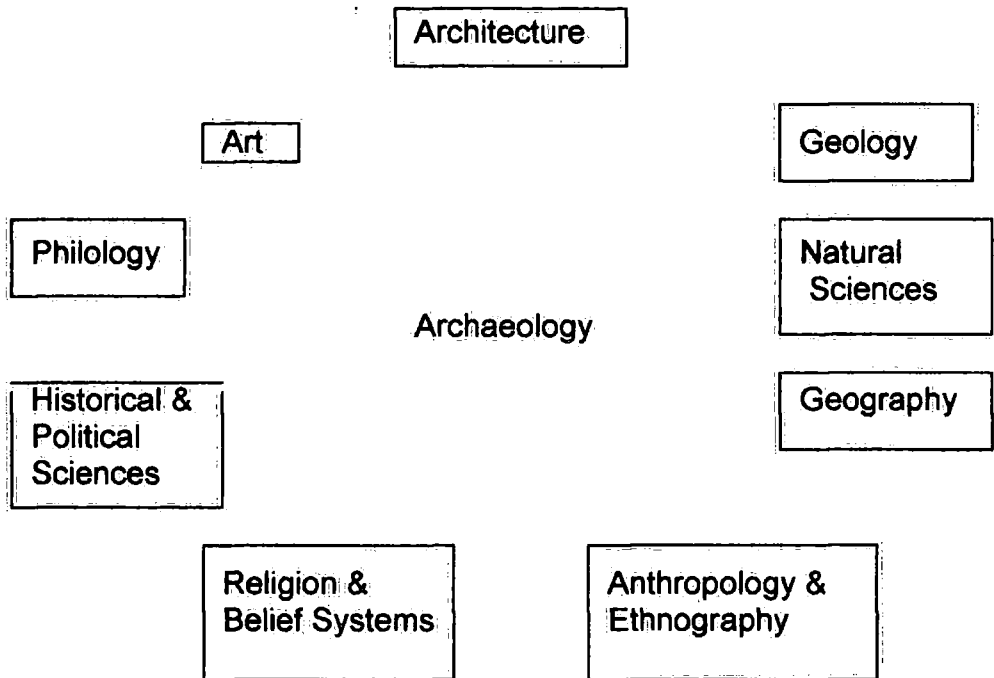 Architecture
Art
Geology
Philology
Natural
Sciences
Archaeology
Historical &
Political
Sciences
Geography
Religion &
Belief Systems
Anthropology &
Ethnography